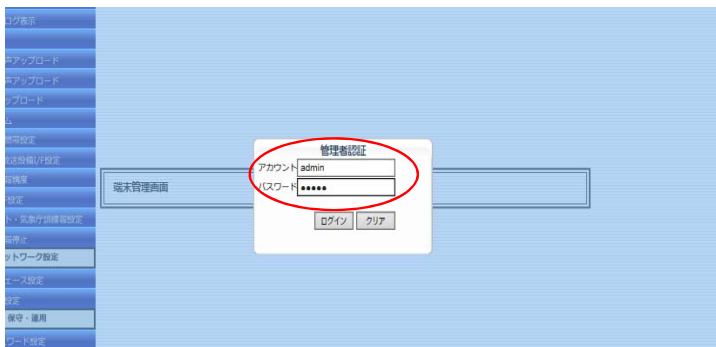 ログ表示
声アップロード
声アップロード
ップロード
ム
携帯設定
放送設備I/F設定
設定
ト・気象庁訓練報設定
報停止
ットワーク設定
ェース設定
設定
保守・運用
ワード設定
端末管理画面
管理者認証
アカウント admin
パスワード ●●●●●
ログイン クリア